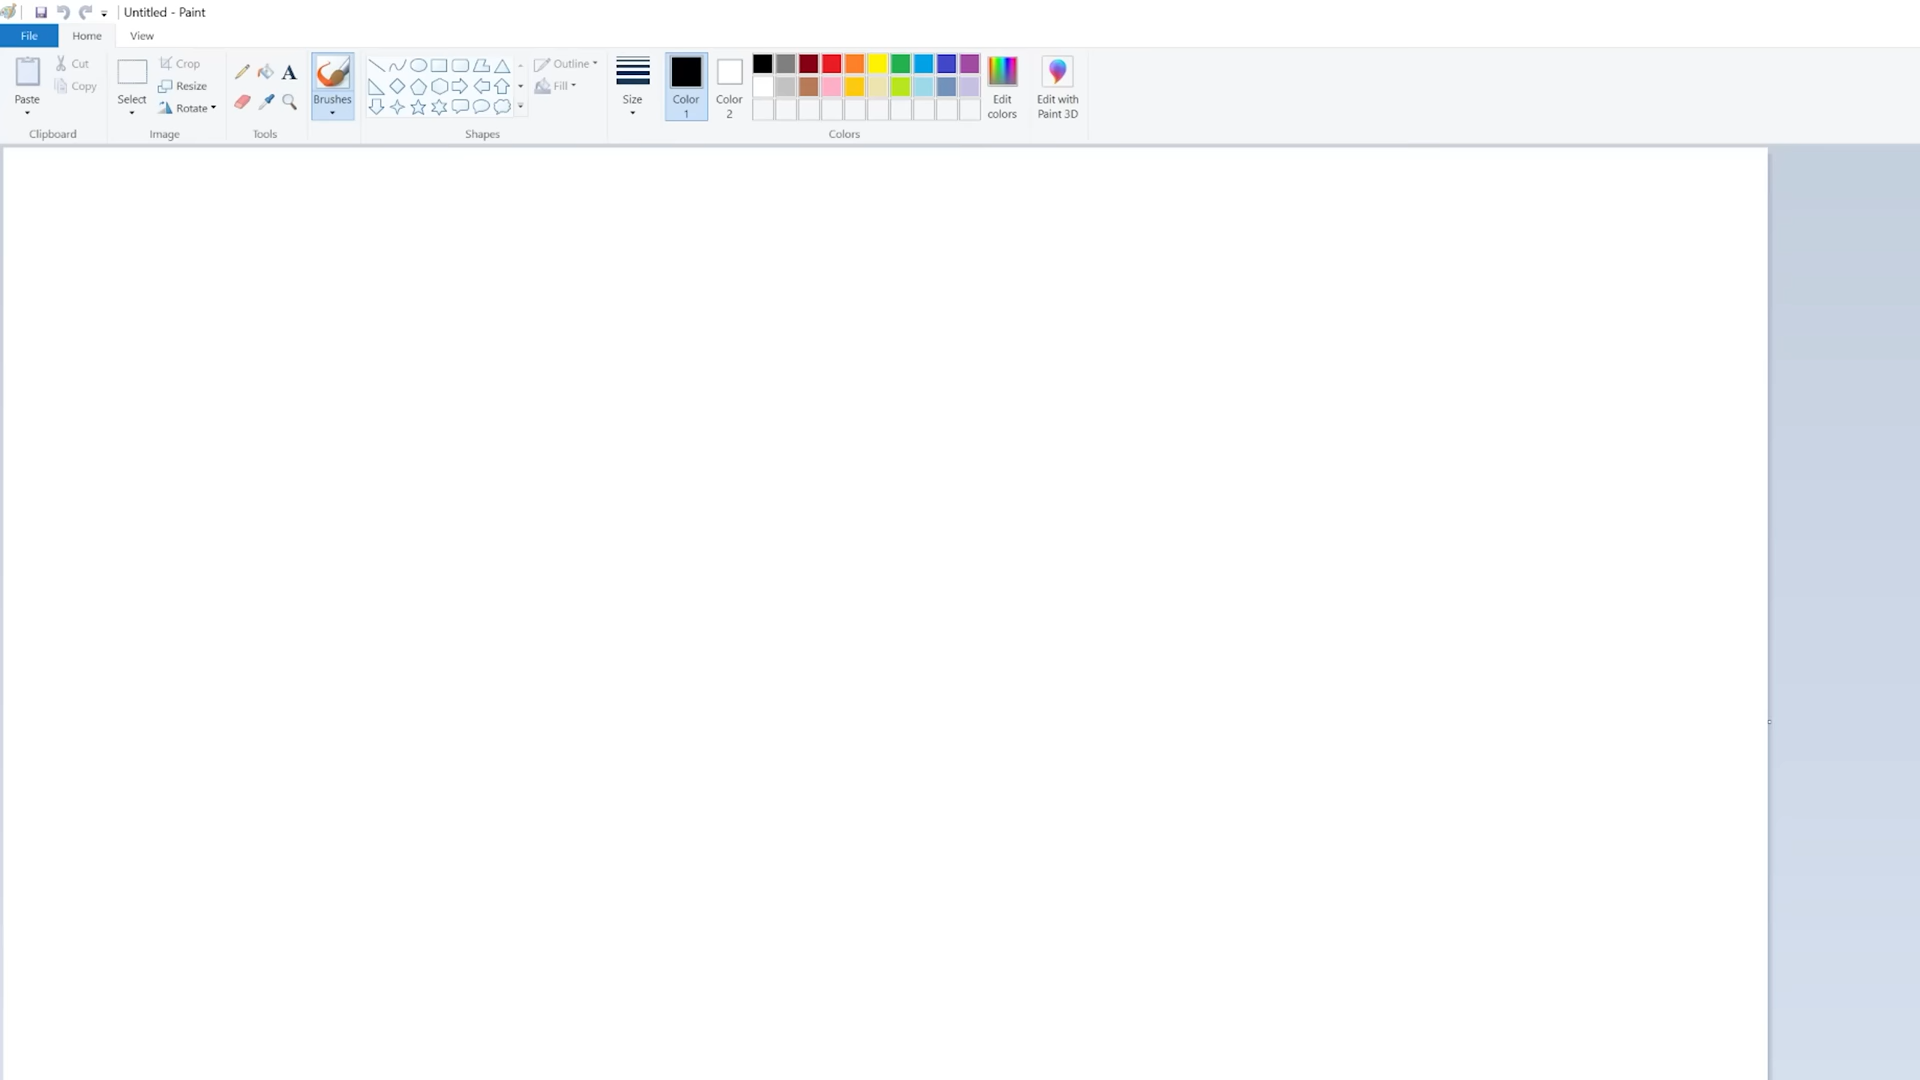 Untitled - Paint
File Home View
Paste
Cut
Copy
Clipboard
Select
Crop
Resize
Rotate
Image
A
Tools
Brushes
Outline
Fill
Shapes
Size
Color
1
Color
2
Edit
colors
Colors
Edit with
Paint 3D